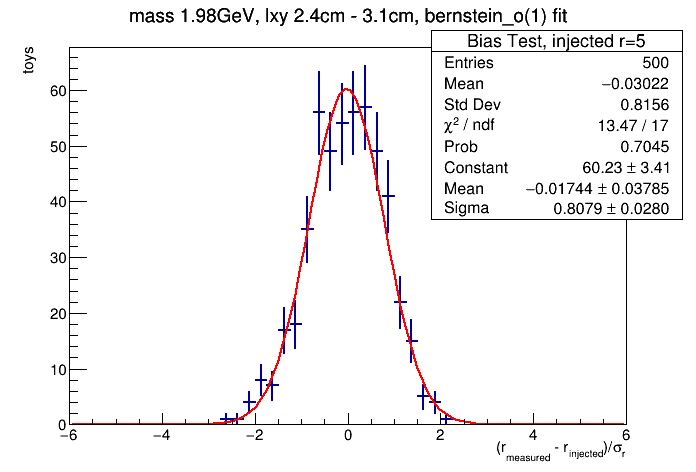 mass 1.98GeV, lxy 2.4cm - 3.1cm, bernstein_o(1) fit
Bias Test, injected r=5
Entries 500
Mean −0.03022
Std Dev 0.8156
χ² / ndf 13.47 / 17
Prob 0.7045
Constant 60.23 ± 3.41
Mean −0.01744 ± 0.03785
Sigma 0.8079 ± 0.0280
toys
60
50
40
30
20
10
0
−6 −4 −2 0 2 4 6
(r_measured - r_injected)/σ_r